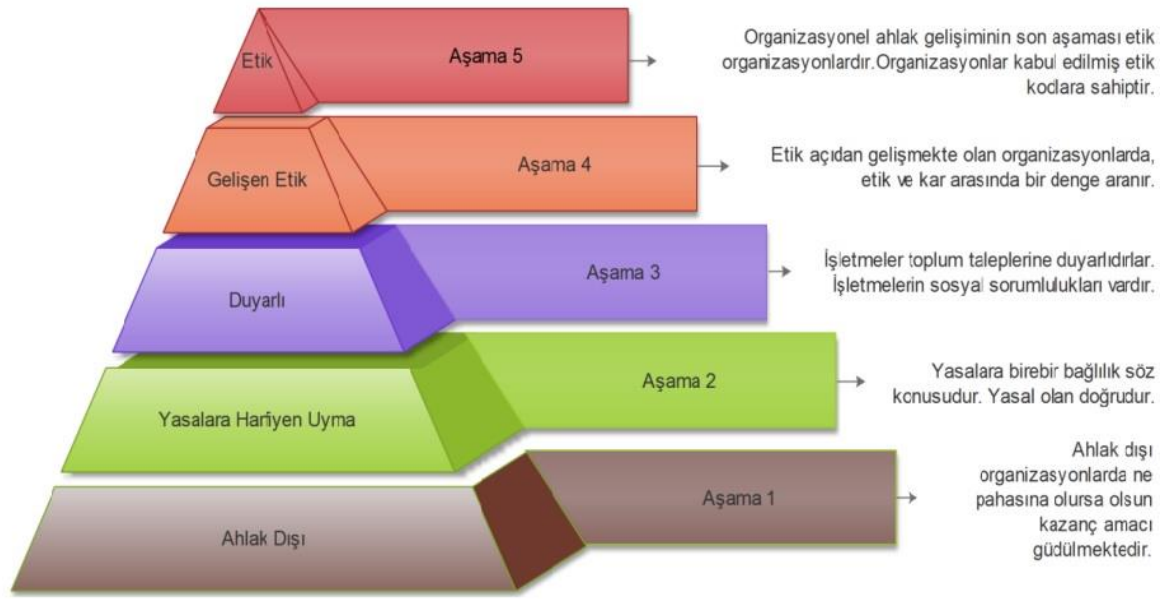 Etik
Aşama 5
Organizasyonel ahlak gelişiminin son aşaması etik
organizasyonlardır.Organizasyonlar kabul edilmiş etik
kodlara sahiptir.
Gelişen Etik
Aşama 4
Etik açıdan gelişmekte olan organizasyonlarda,
etik ve kar arasında bir denge aranır.
Duyarlı
Aşama 3
İşletmeler toplum taleplerine duyarlıdırlar.
İşletmelerin sosyal sorumlulukları vardır.
Yasalara Harfiyen Uyma
Aşama 2
Yasalara birebir bağlılık söz
konusudur. Yasal olan doğrudur.
Ahlak Dışı
Aşama 1
Ahlak dışı
organizasyonlarda ne
pahasına olursa olsun
kazanç amacı
güdülmektedir.